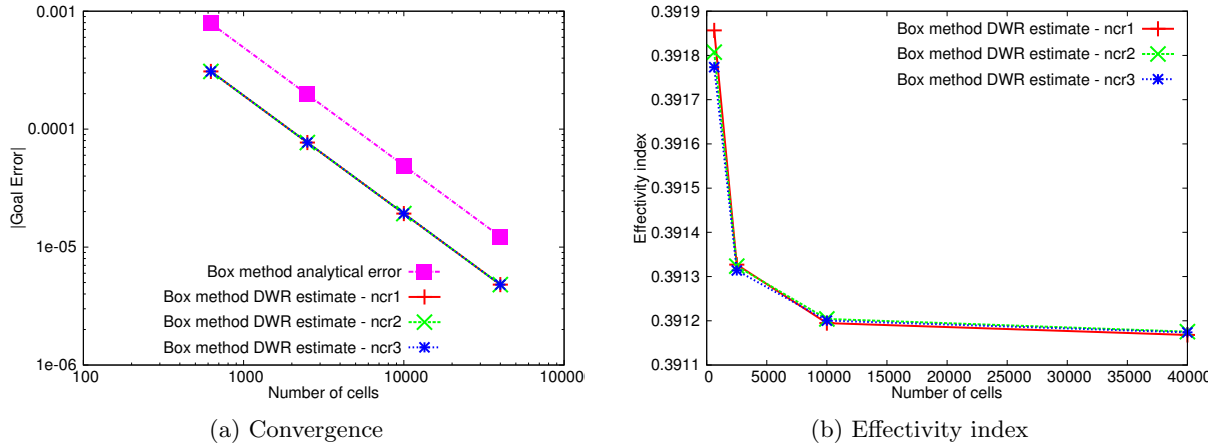 0.001
0.0001
1e-05
1e-06
|Goal Error|
Box method analytical error
Box method DWR estimate - ncr1
Box method DWR estimate - ncr2
Box method DWR estimate - ncr3
100
1000
10000
10000
Number of cells
(a) Convergence
0.3919
0.3918
0.3917
0.3916
0.3915
0.3914
0.3913
0.3912
0.3911
Effectivity index
Box method DWR estimate - ncr1
Box method DWR estimate - ncr2
Box method DWR estimate - ncr3
0
5000
10000
15000
20000
25000
30000
35000
40000
Number of cells
(b) Effectivity index